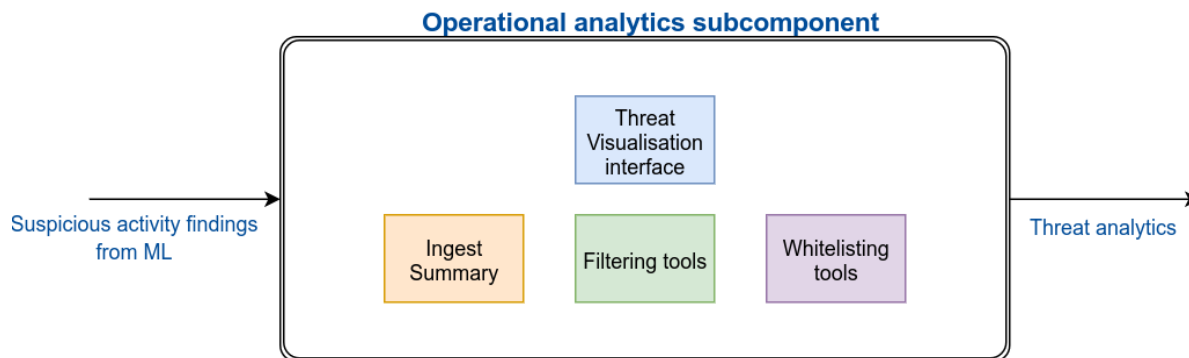 Operational analytics subcomponent
Threat
Visualisation
interface
Suspicious activity findings
from ML
Ingest
Summary
Filtering tools
Whitelisting
tools
Threat analytics